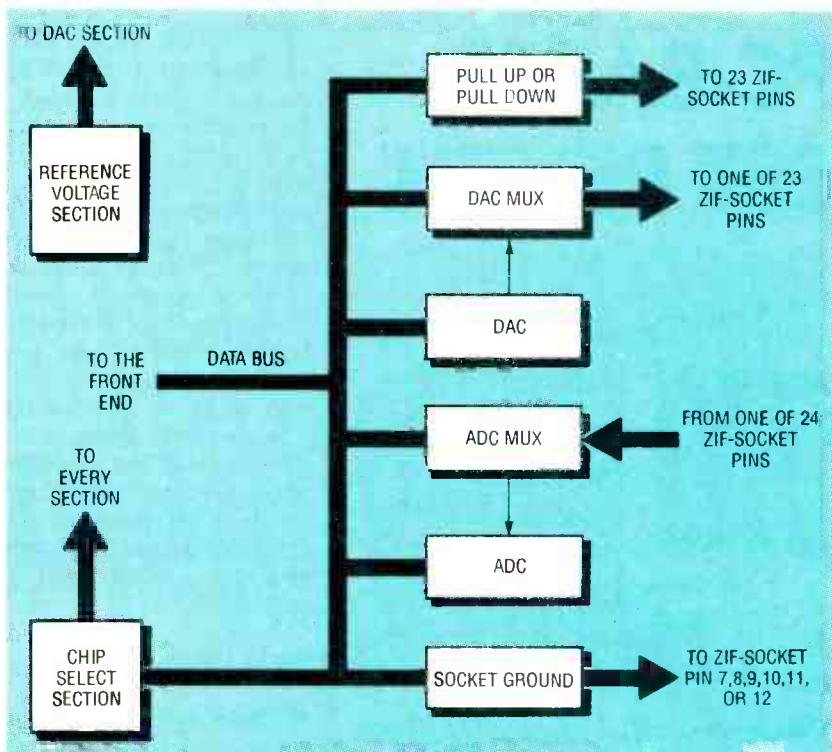 TO DAC SECTION
REFERENCE
VOLTAGE
SECTION
PULL UP OR
PULL DOWN
TO 23 ZIF-
SOCKET PINS
DAC MUX
TO ONE OF 23
ZIF-SOCKET
PINS
DAC
TO THE
FRONT
END
DATA BUS
ADC MUX
FROM ONE OF 24
ZIF-SOCKET
PINS
TO
EVERY
SECTION
ADC
CHIP
SELECT
SECTION
SOCKET GROUND
TO ZIF-SOCKET
PIN 7,8,9,10,11,
OR 12